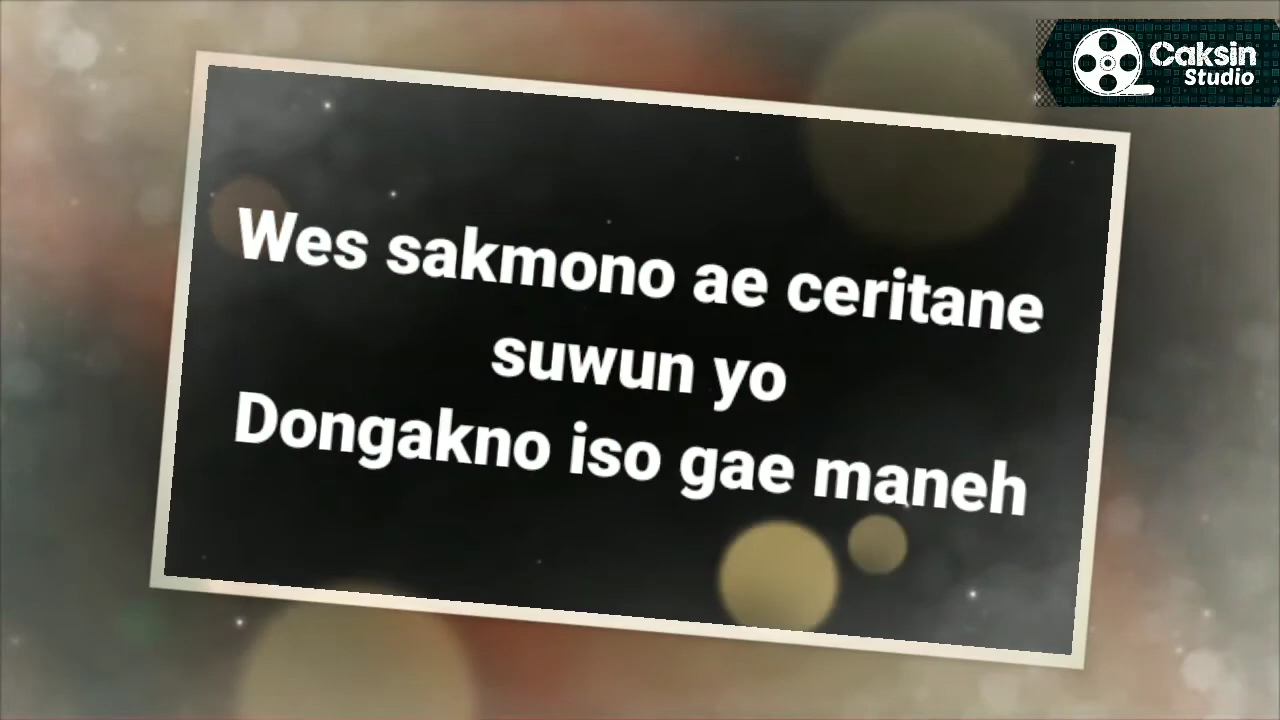 Caksin
Studio
Wes sakmono ae ceritane
suwun yo
Dongakno iso gae maneh